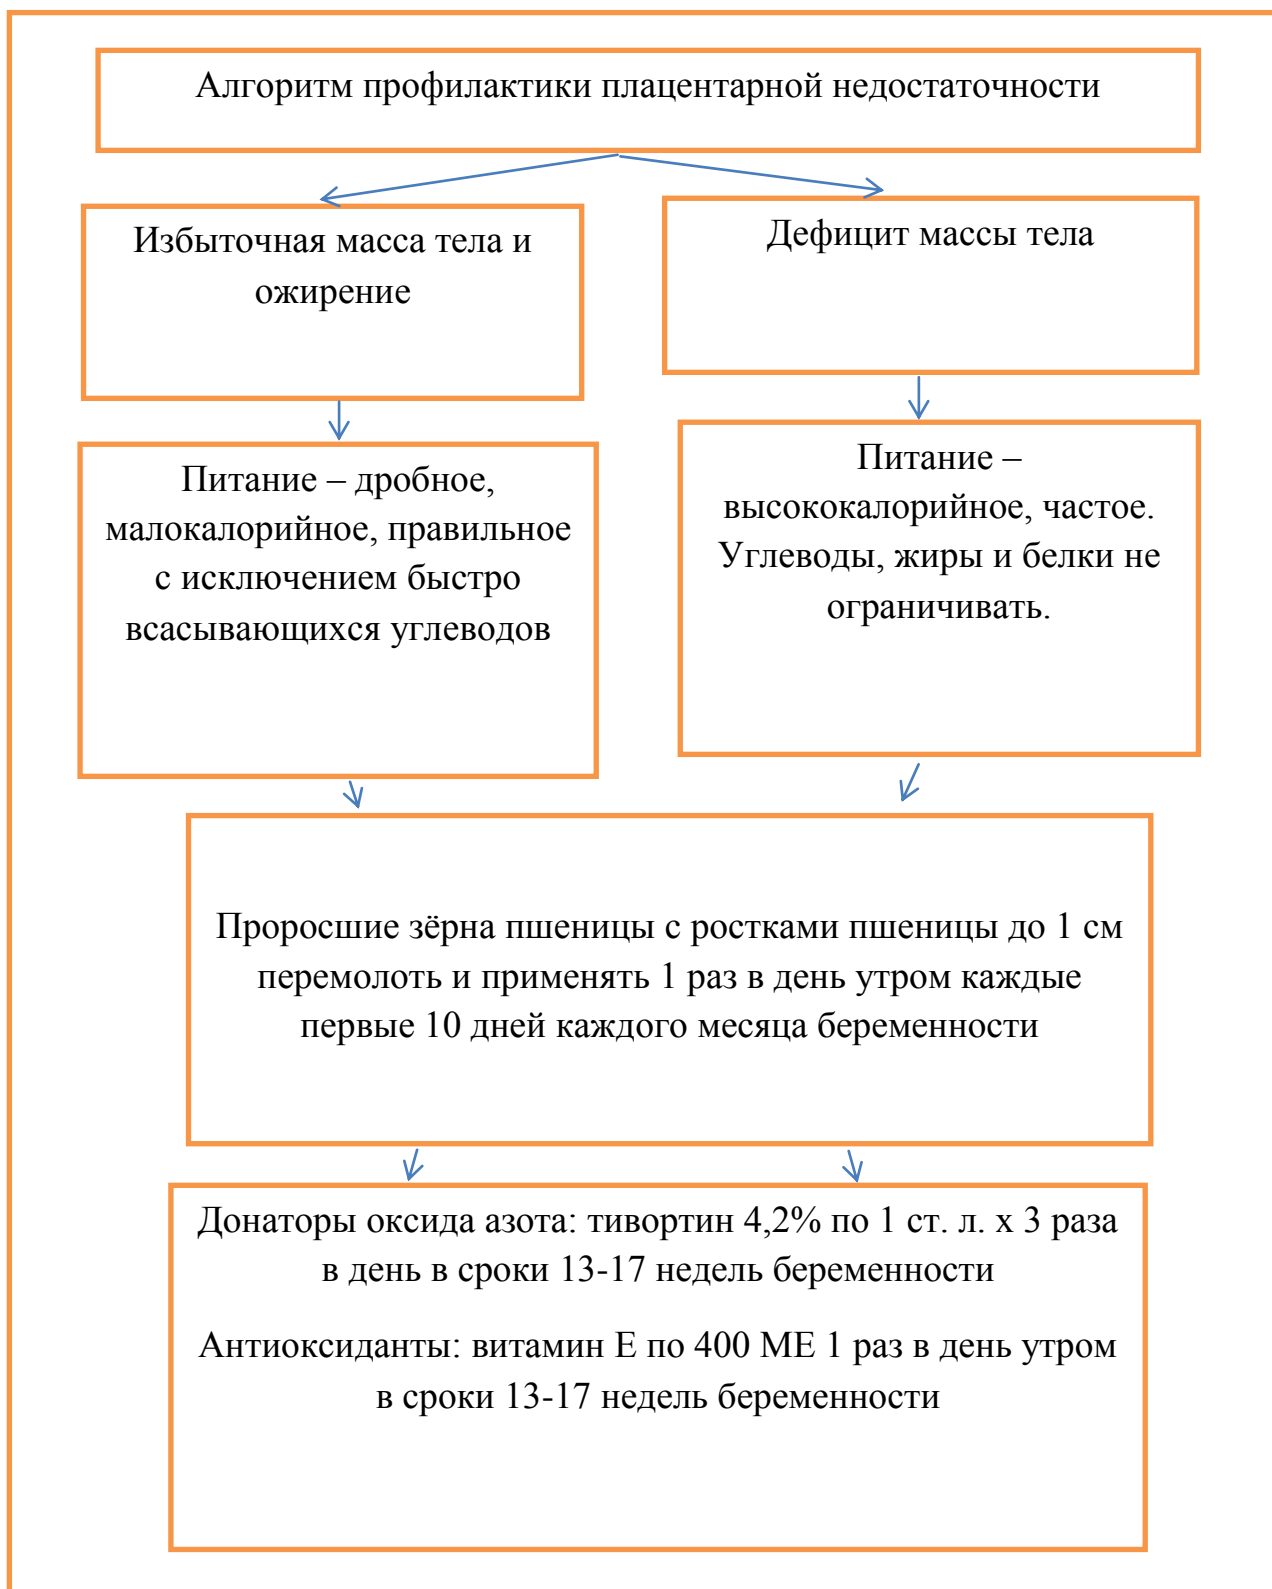 Алгоритм профилактики плацентарной недостаточности
Избыточная масса тела и
ожирение
Дефицит массы тела
Питание – дробное,
малокалорийное, правильное
с исключением быстро
всасывающихся углеводов
Питание –
высококалорийное, частое.
Углеводы, жиры и белки не
ограничивать.
Проросшие зёрна пшеницы с ростками пшеницы до 1 см
перемолоть и применять 1 раз в день утром каждые
первые 10 дней каждого месяца беременности
Донаторы оксида азота: тивортин 4,2% по 1 ст. л. х 3 раза
в день в сроки 13-17 недель беременности
Антиоксиданты: витамин Е по 400 МЕ 1 раз в день утром
в сроки 13-17 недель беременности